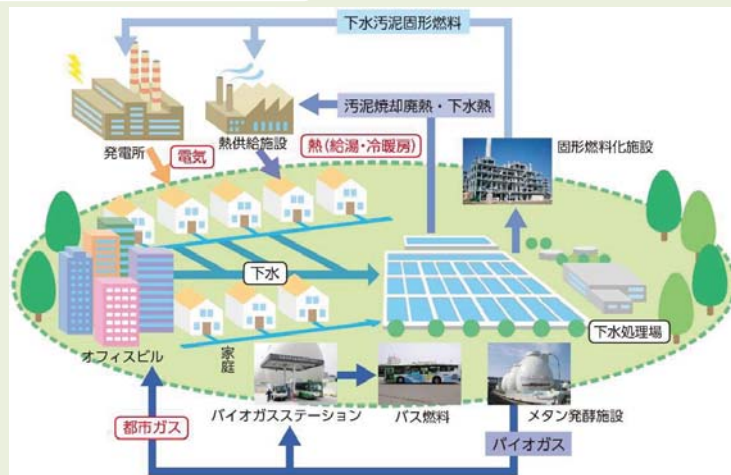 下水汚泥固形燃料
汚泥焼却廃熱・下水熱
発電所
熱供給施設
電気
熱(給湯・冷暖房)
固形燃料化施設
下水
下水処理場
オフィスビル
家庭
バイオガスステーション
バス燃料
メタン発酵施設
都市ガス
バイオガス